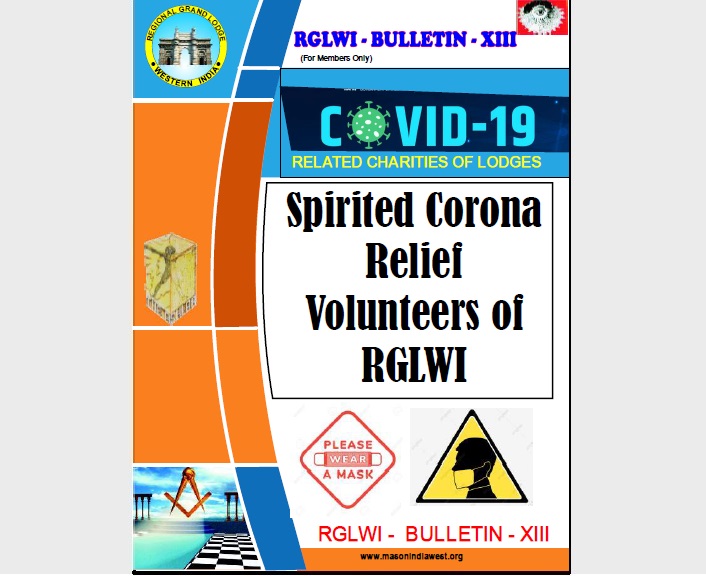 REGIONAL GRAND LODGE
WESTERN INDIA
RGLWI - BULLETIN - XIII
(For Members Only)
COVID-19
RELATED CHARITIES OF LODGES
Spirited Corona
Relief
Volunteers of
RGLWI
PLEASE
WEAR
A MASK
RGLWI - BULLETIN - XIII
www.masonindiawest.org